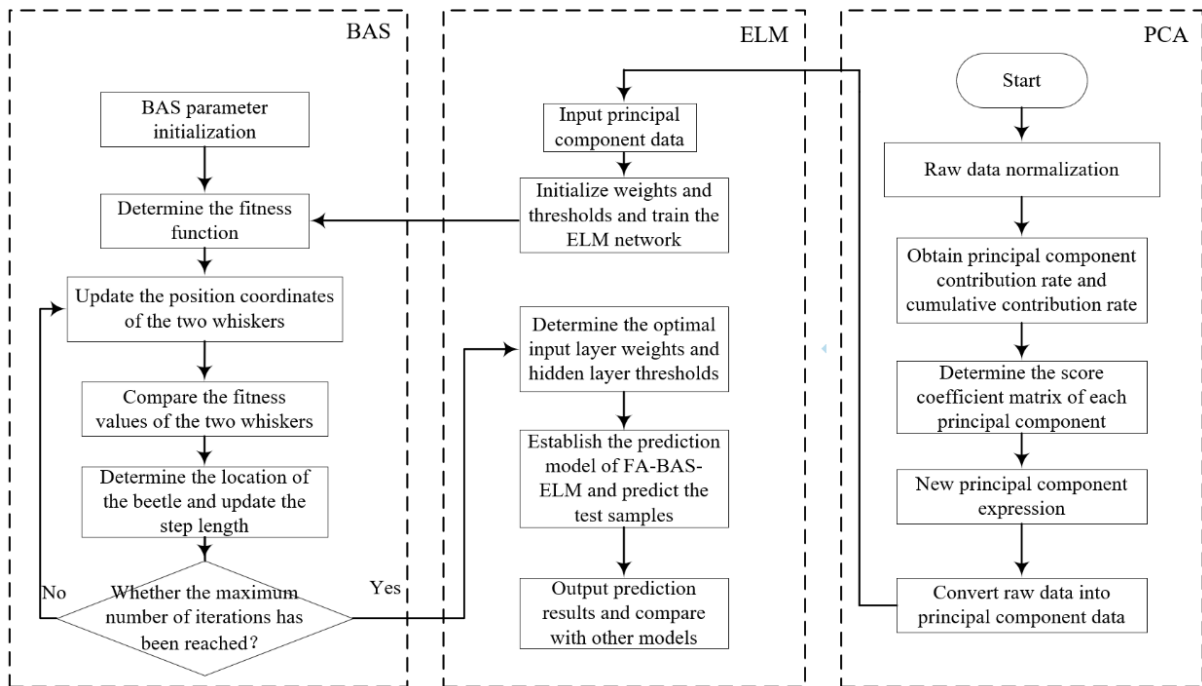 BAS
BAS parameter
initialization
Determine the fitness
function
Update the position coordinates
of the two whiskers
Compare the fitness
values of the two whiskers
Determine the location of
the beetle and update the
step length
No
Whether the maximum
number of iterations has
been reached?
Yes
ELM
Input principal
component data
Initialize weights and
thresholds and train the
ELM network
Determine the optimal
input layer weights and
hidden layer thresholds
Establish the prediction
model of FA-BAS-
ELM and predict the
test samples
Output prediction
results and compare
with other models
PCA
Start
Raw data normalization
Obtain principal component
contribution rate and
cumulative contribution rate
Determine the score
coefficient matrix of each
principal component
New principal component
expression
Convert raw data into
principal component data